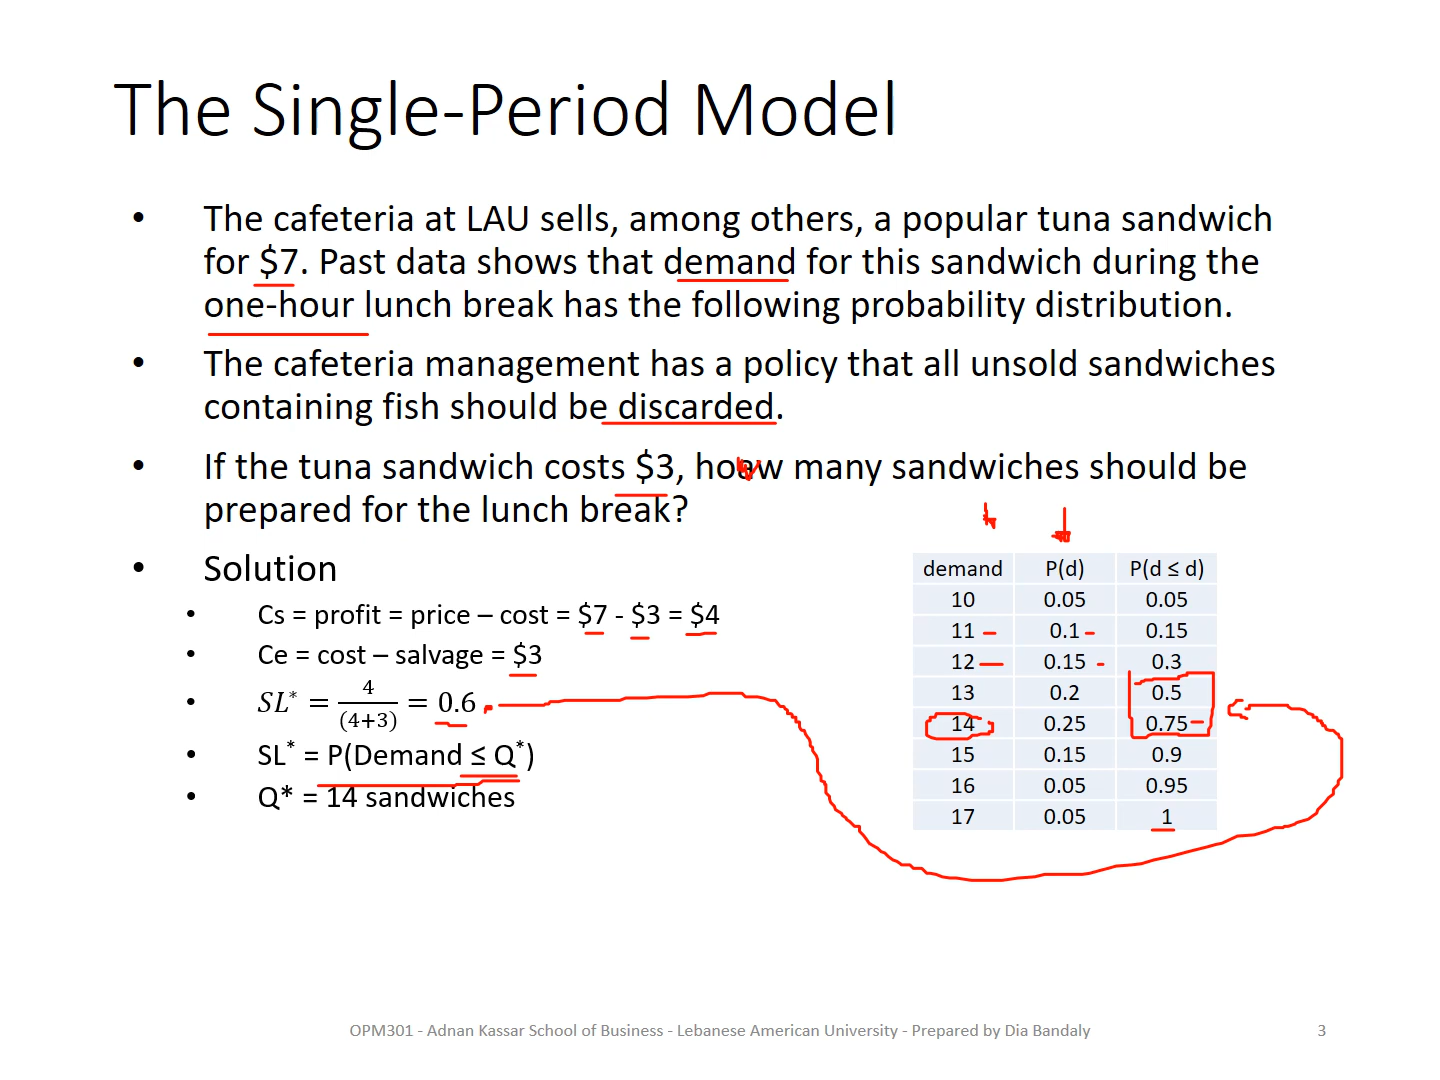 The Single-Period Model
• The cafeteria at LAU sells, among others, a popular tuna sandwich
for $7. Past data shows that demand for this sandwich during the
one-hour lunch break has the following probability distribution.
• The cafeteria management has a policy that all unsold sandwiches
containing fish should be discarded.
• If the tuna sandwich costs $3, hoaw many sandwiches should be
prepared for the lunch break?
• Solution
• Cs = profit = price – cost = $7 - $3 = $4
• Ce = cost – salvage = $3
• SL* = 4/(4+3) = 0.6
• SL* = P(Demand ≤ Q*)
• Q* = 14 sandwiches
demand P(d) P(d ≤ d)
10 0.05 0.05
11 0.1 0.15
12 0.15 0.3
13 0.2 0.5
14 0.25 0.75
15 0.15 0.9
16 0.05 0.95
17 0.05 1
OPM301 - Adnan Kassar School of Business - Lebanese American University - Prepared by Dia Bandaly 3